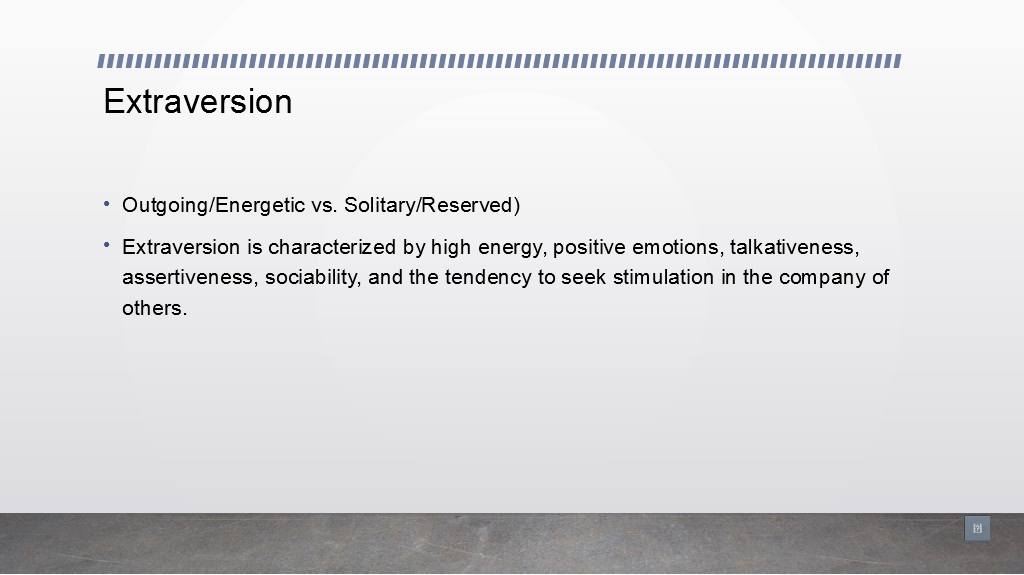 Extraversion
• Outgoing/Energetic vs. Solitary/Reserved)
• Extraversion is characterized by high energy, positive emotions, talkativeness,
assertiveness, sociability, and the tendency to seek stimulation in the company of
others.